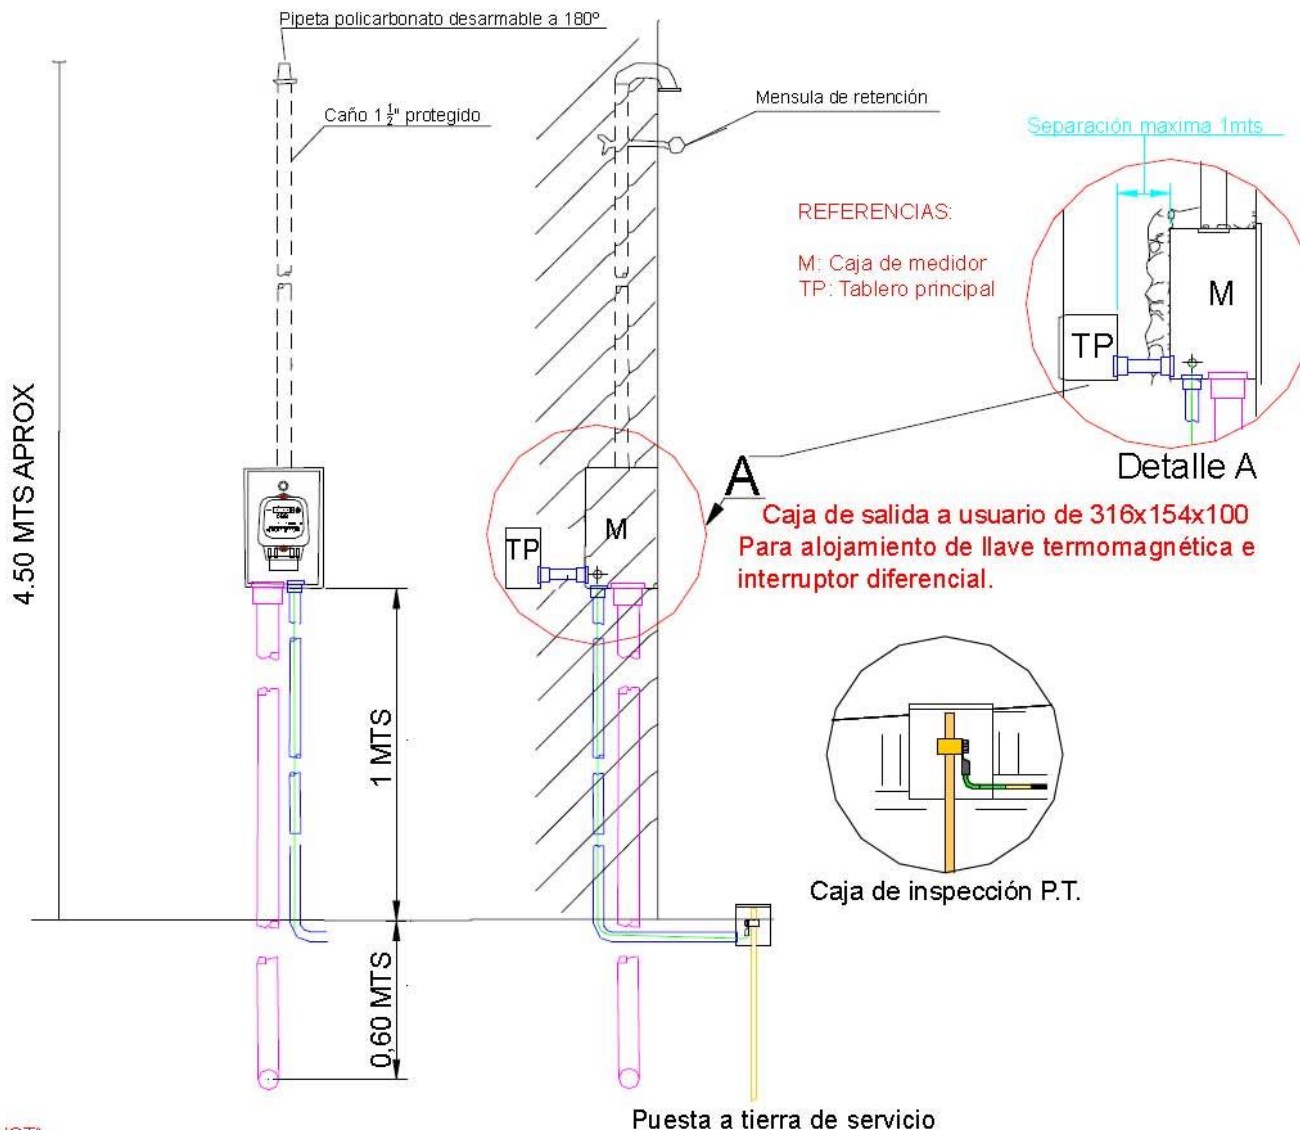 Pipeta policarbonato desarmable a 180º
Caño 1 1/2" protegido
Mensula de retención
Separación maxima 1mts
REFERENCIAS:
M: Caja de medidor
TP: Tablero principal
M
TP
Detalle A
4.50 MTS APROX
A
Caja de salida a usuario de 316x154x100
Para alojamiento de llave termomagnética e
interruptor diferencial.
M
TP
1 MTS
Caja de inspección P.T.
0,60 MTS
Puesta a tierra de servicio